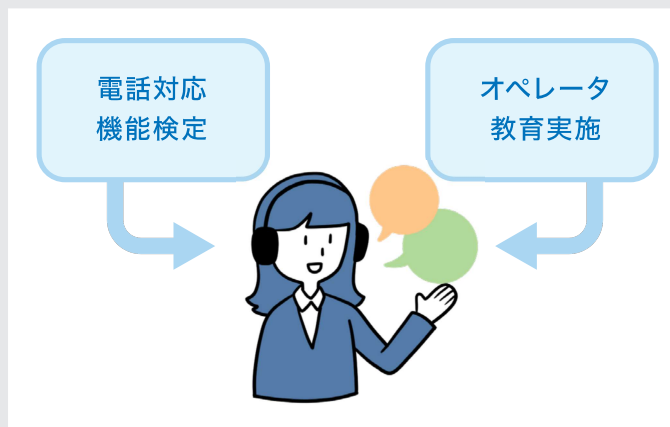 電話対応
機能検定
オペレータ
教育実施